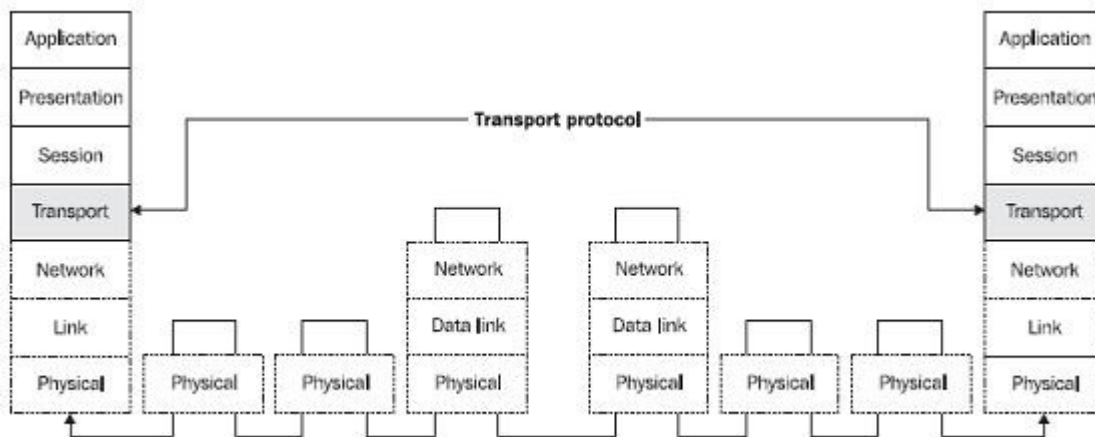 Application
Presentation
Session
Transport
Network
Link
Physical
Transport protocol
Physical
Physical
Network
Data link
Physical
Network
Data link
Physical
Physical
Physical
Application
Presentation
Session
Transport
Network
Link
Physical